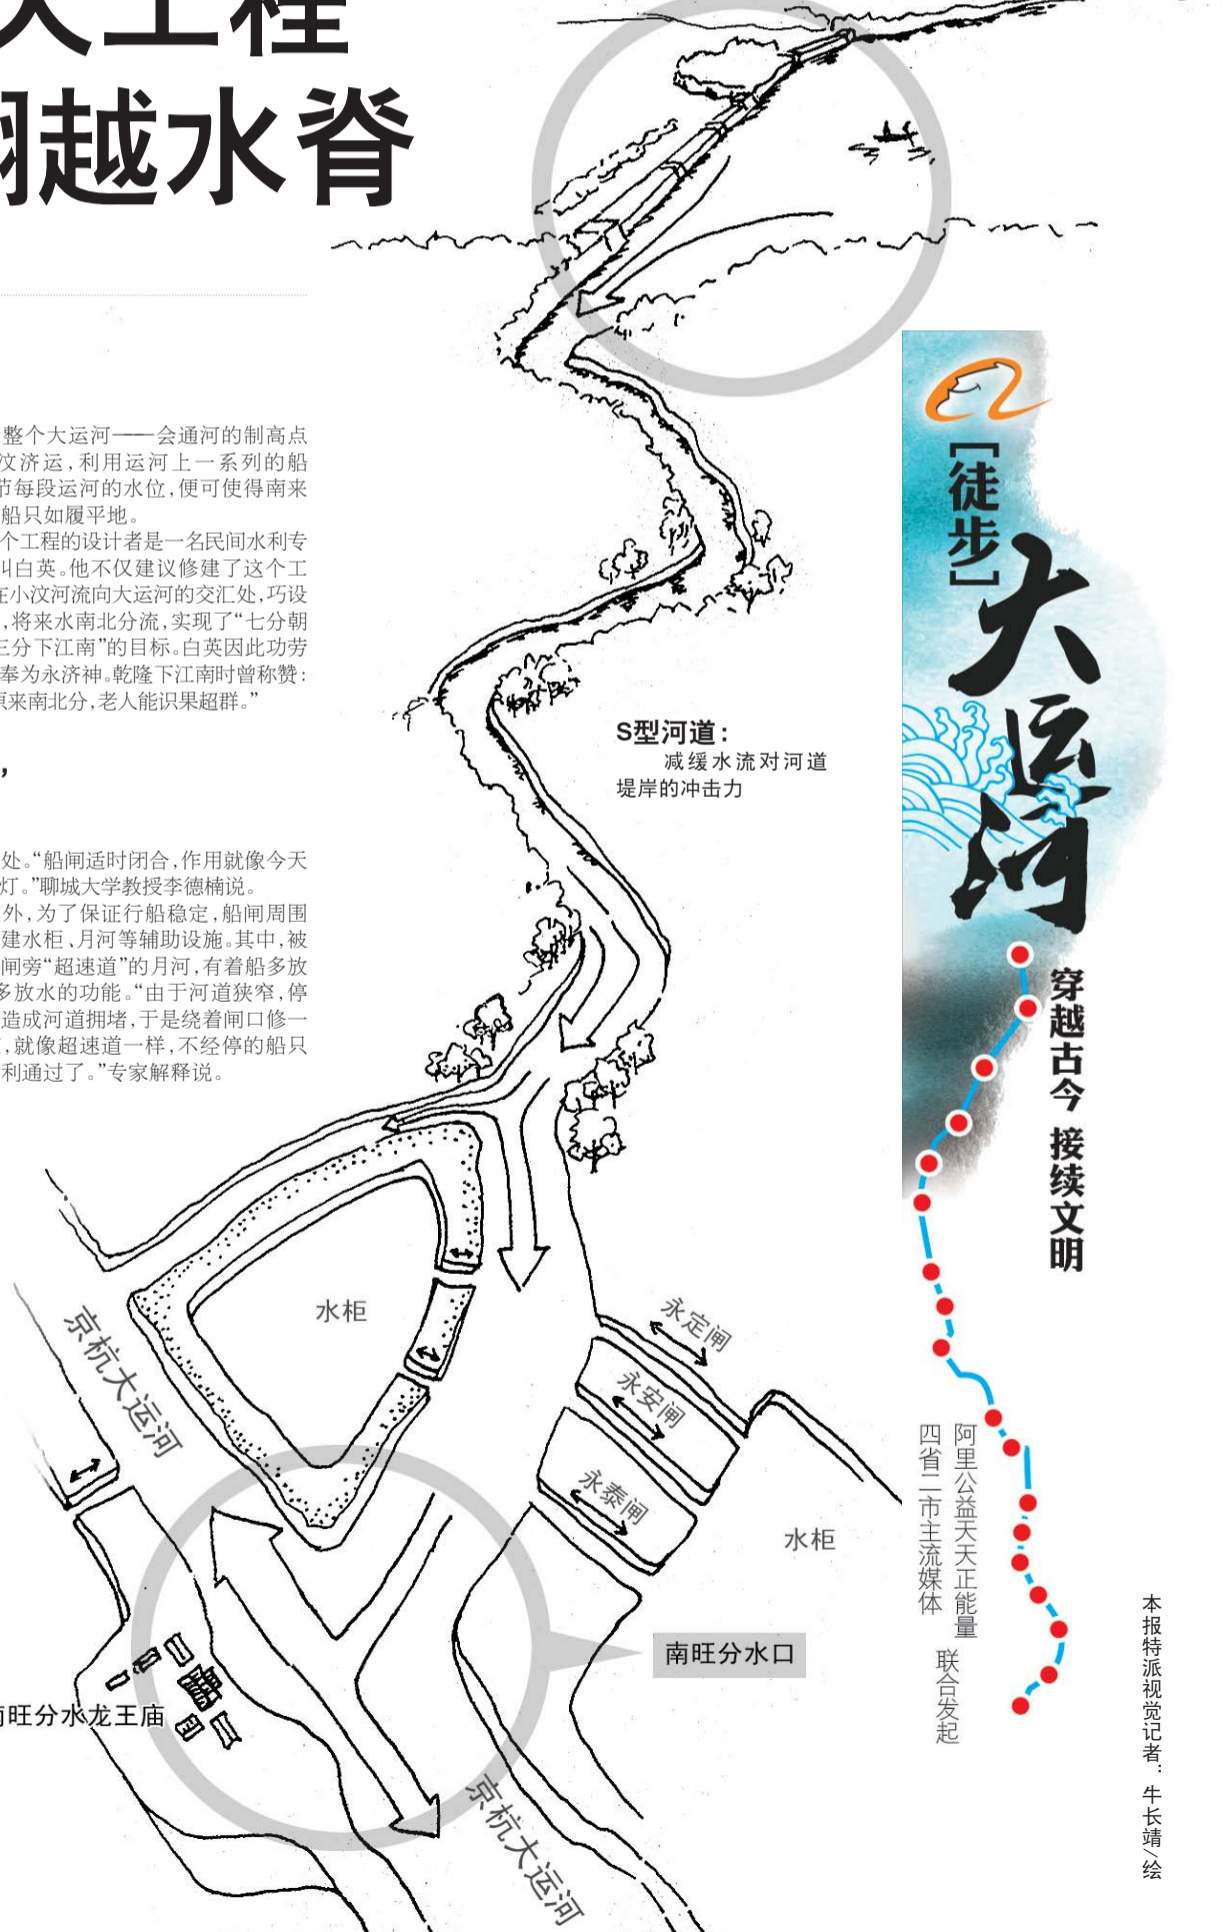 大工程
越水脊
整个大运河——会通河的制高点
汶济运,利用运河上一系列的船
节每段运河的水位,便可使得南来
船只如履平地。
个工程的设计者是一名民间水利专
叫白英。他不仅建议修建了这个工
在小汶河流向大运河的交汇处,巧设
,将来水南北分流,实现了“七分朝
三分下江南”的目标。白英因此功劳
奉为永济神。乾隆下江南时曾称赞:
原来南北分,老人能识果超群。”
,
处。“船闸适时闭合,作用就像今天
灯。”聊城大学教授李德楠说。
外,为了保证行船稳定,船闸周围
建水柜、月河等辅助设施。其中,被
闸旁“超速道”的月河,有着船多放
多放水的功能。“由于河道狭窄,停
造成河道拥堵,于是绕着闸口修一
,就像超速道一样,不经停的船只
利通过了。”专家解释说。
S型河道:
减缓水流对河道
堤岸的冲击力
水柜
京杭大运河
永定闸
永安闸
永泰闸
水柜
南旺分水口
南旺分水龙王庙
京杭大运河
[徒步]
大运河
穿越古今 接续文明
阿里公益天天正能量
四省二市主流媒体
联合发起
本报特派视觉记者:牛长靖/绘